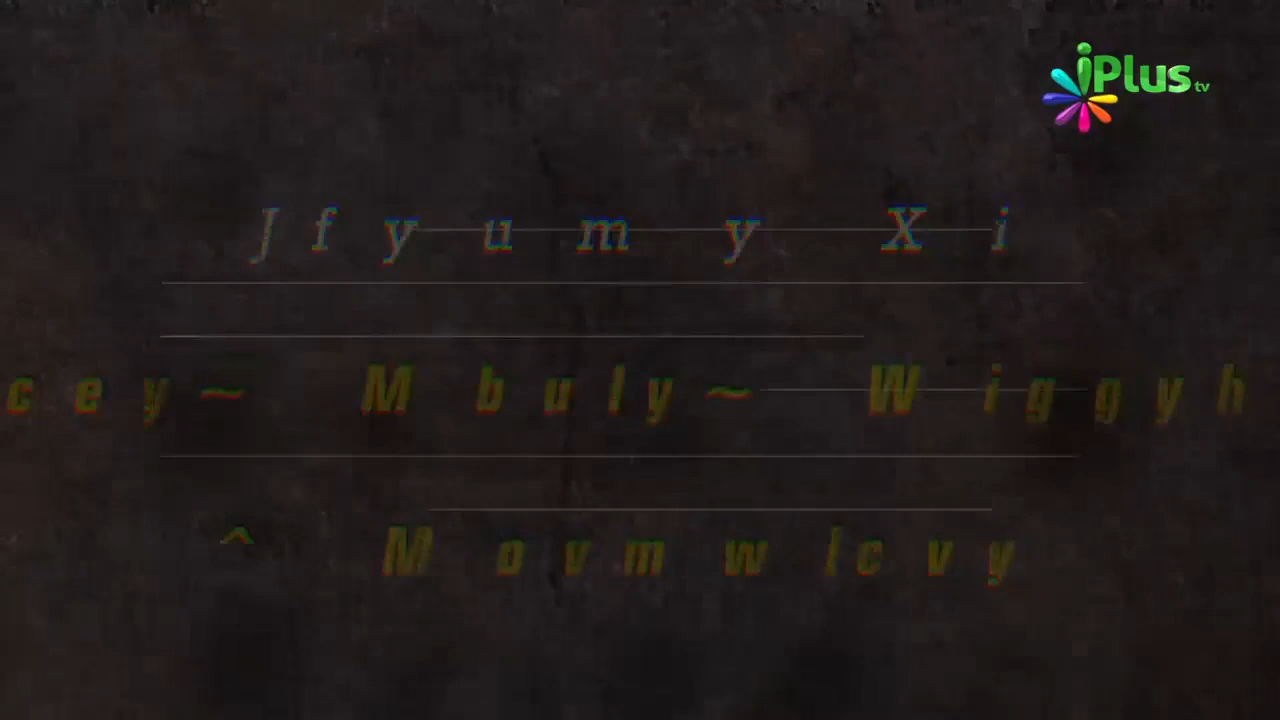 iPlus tv
J f y u m y X i
c e y ~ M b u l y ~ W i g g y h
^ M o v m w l c v y